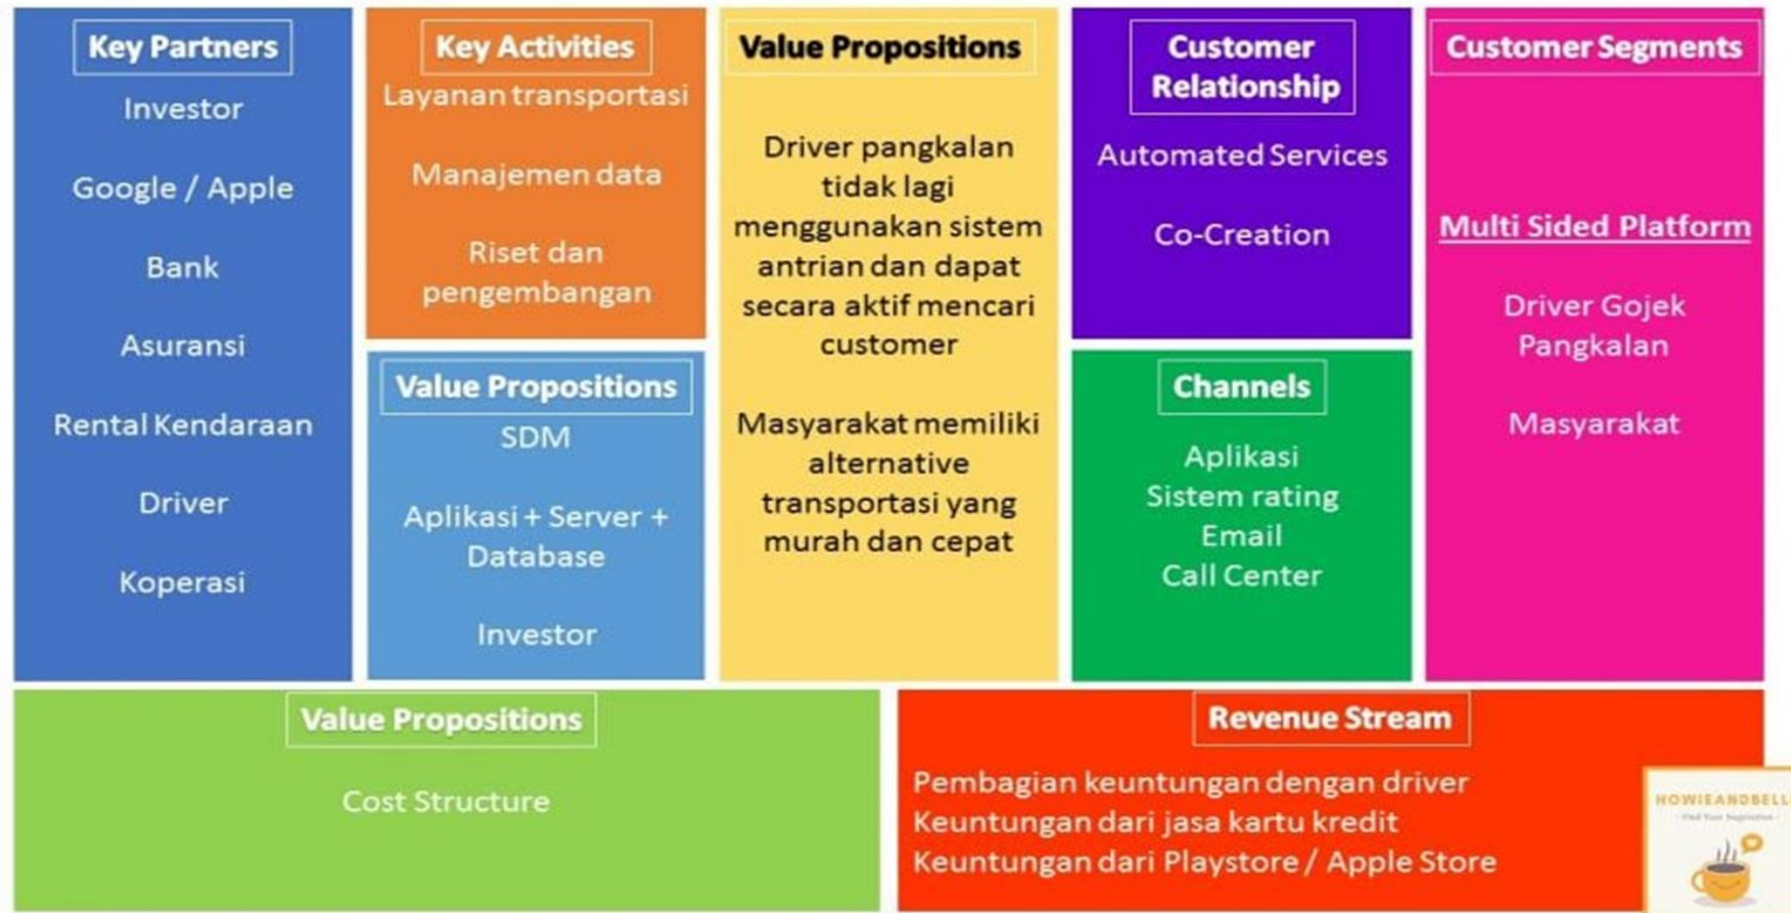 Key Partners
Investor
Google / Apple
Bank
Asuransi
Rental Kendaraan
Driver
Koperasi
Key Activities
Layanan transportasi
Manajemen data
Riset dan
pengembangan
Value Propositions
SDM
Aplikasi + Server +
Database
Investor
Value Propositions
Driver pangkalan
tidak lagi
menggunakan sistem
antrian dan dapat
secara aktif mencari
customer
Masyarakat memiliki
alternative
transportasi yang
murah dan cepat
Customer
Relationship
Automated Services
Co-Creation
Channels
Aplikasi
Sistem rating
Email
Call Center
Customer Segments
Multi Sided Platform
Driver Gojek
Pangkalan
Masyarakat
Value Propositions
Cost Structure
Revenue Stream
Pembagian keuntungan dengan driver
Keuntungan dari jasa kartu kredit
Keuntungan dari Playstore / Apple Store
HOWIEANDBELL
- Find Your Inspiration -